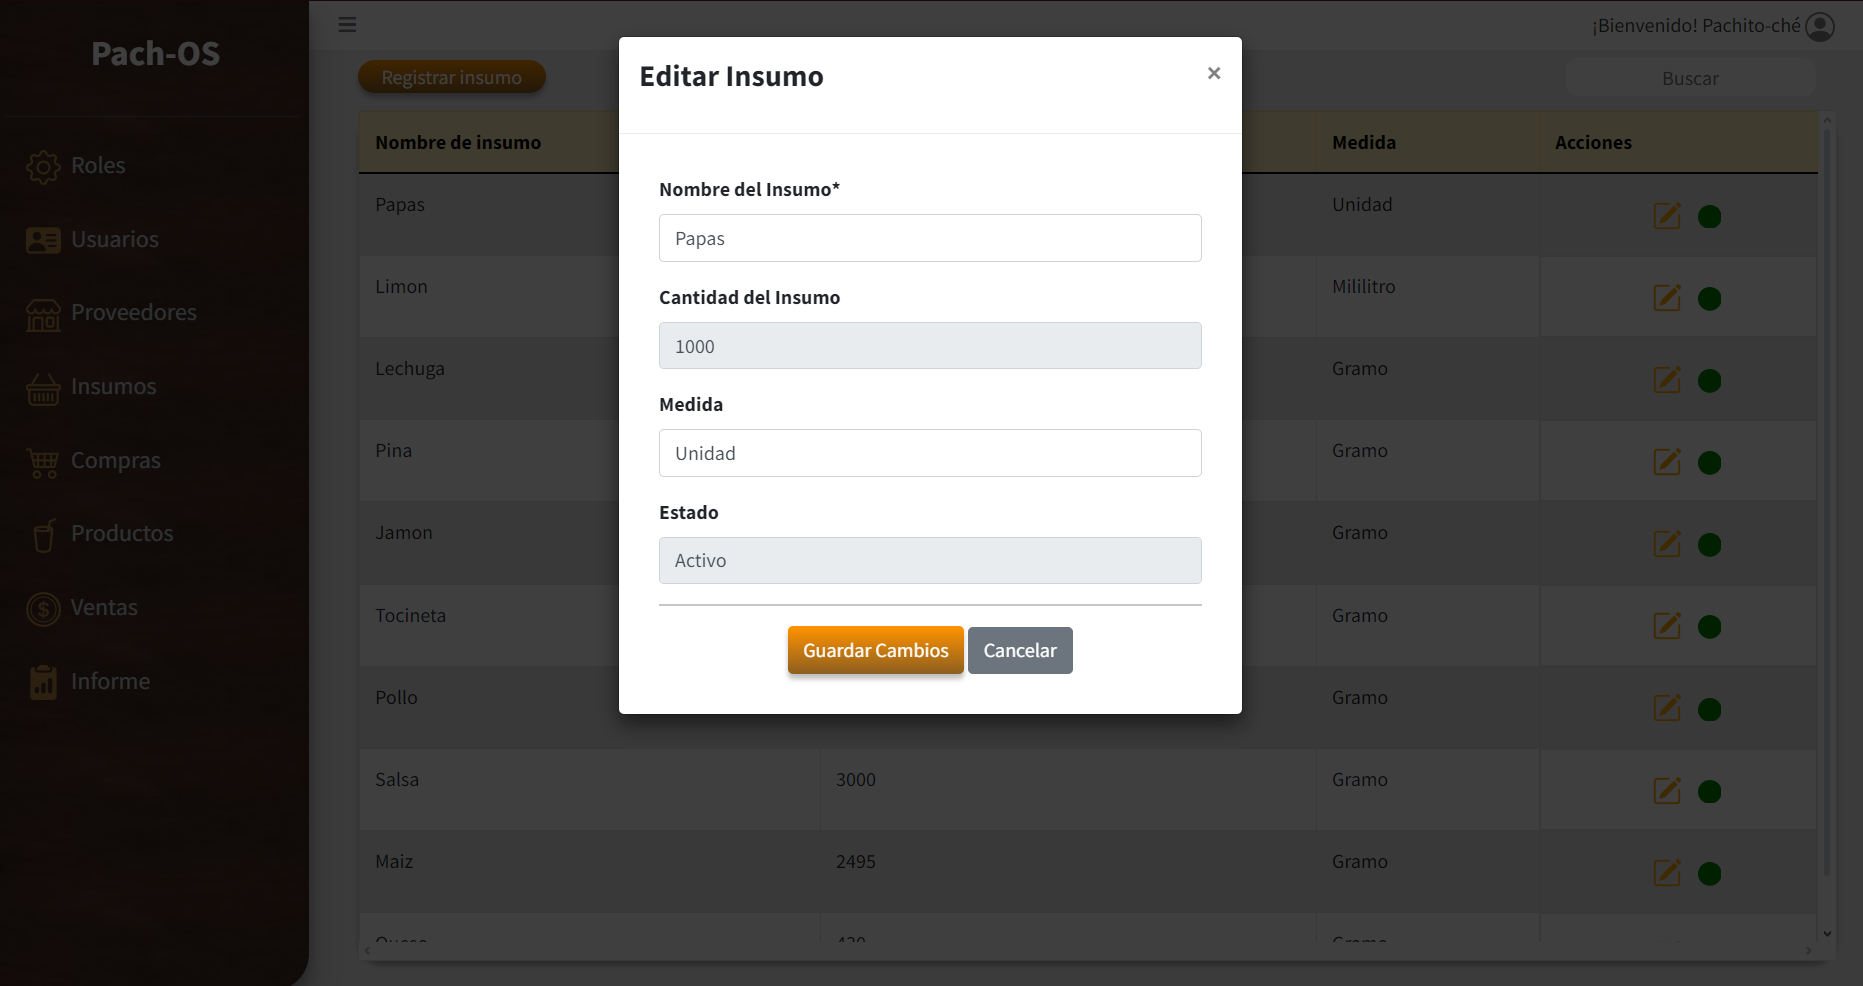 Pach-OS
Roles
Usuarios
Proveedores
Insumos
Compras
Productos
Ventas
Informe
¡Bienvenido! Pachito-ché
Registrar insumo
Buscar
Nombre de insumo Medida Acciones
Papas Unidad
Limon Mililitro
Lechuga Gramo
Pina Gramo
Jamon Gramo
Tocineta Gramo
Pollo Gramo
Salsa 3000 Gramo
Maiz 2495 Gramo
Editar Insumo
×
Nombre del Insumo*
Papas
Cantidad del Insumo
1000
Medida
Unidad
Estado
Activo
Guardar Cambios Cancelar